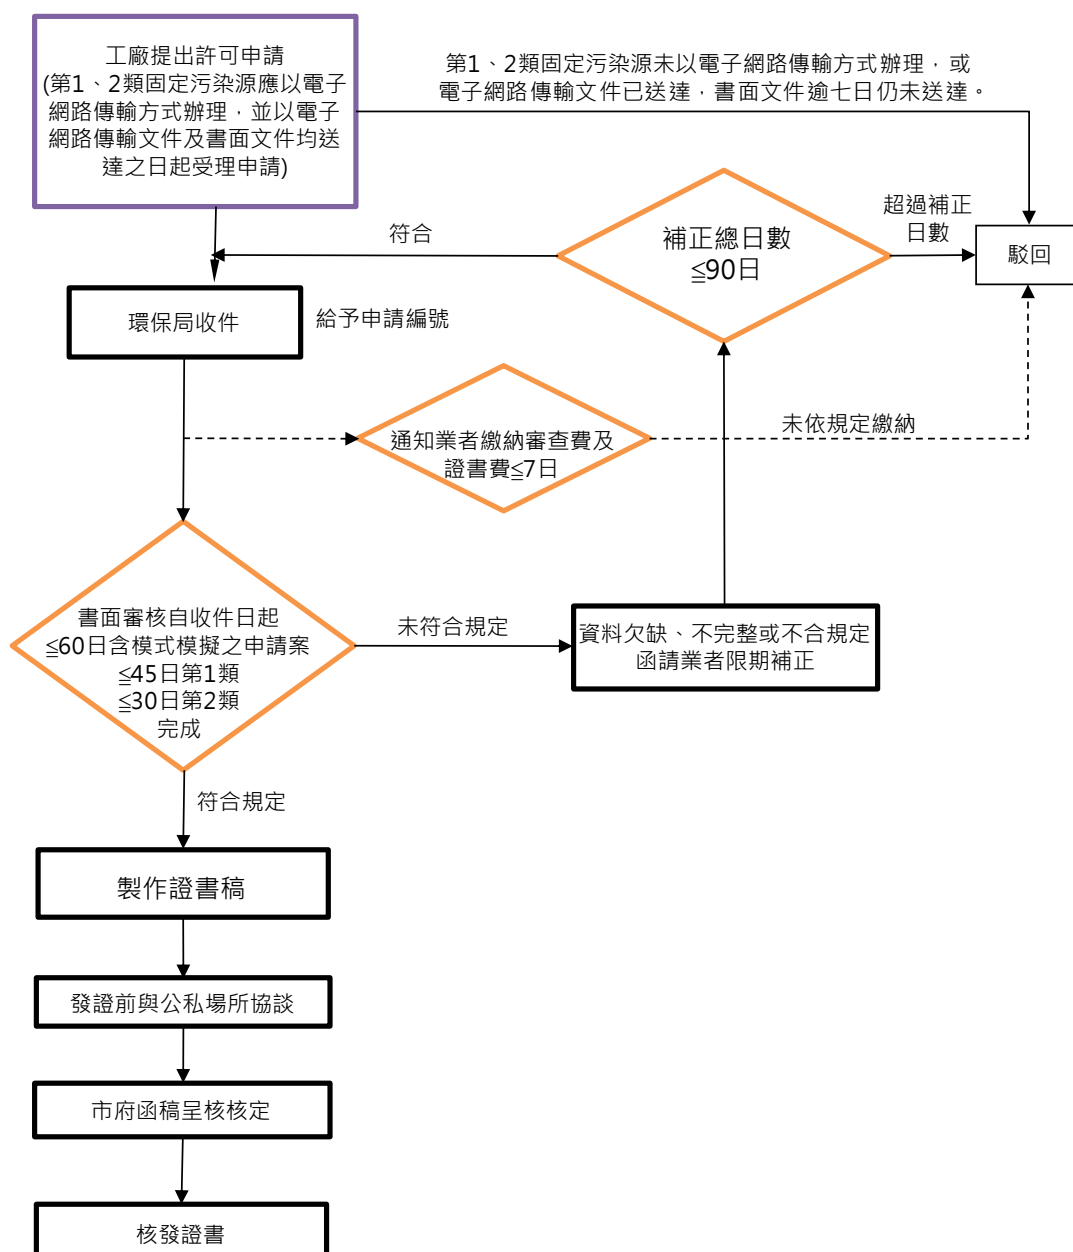 工廠提出許可申請
(第1、2類固定污染源應以電子
網路傳輸方式辦理，並以電子
網路傳輸文件及書面文件均送
達之日起受理申請)
第1、2類固定污染源未以電子網路傳輸方式辦理，或
電子網路傳輸文件已送達，書面文件逾七日仍未送達。
符合
補正總日數
≦90日
超過補正
日數
駁回
環保局收件
給予申請編號
通知業者繳納審查費及
證書費≦7日
未依規定繳納
書面審核自收件日起
≦60日含模式模擬之申請案
≦45日第1類
≦30日第2類
完成
未符合規定
資料欠缺、不完整或不合規定
函請業者限期補正
符合規定
製作證書稿
發證前與公私場所協談
市府函稿呈核核定
核發證書